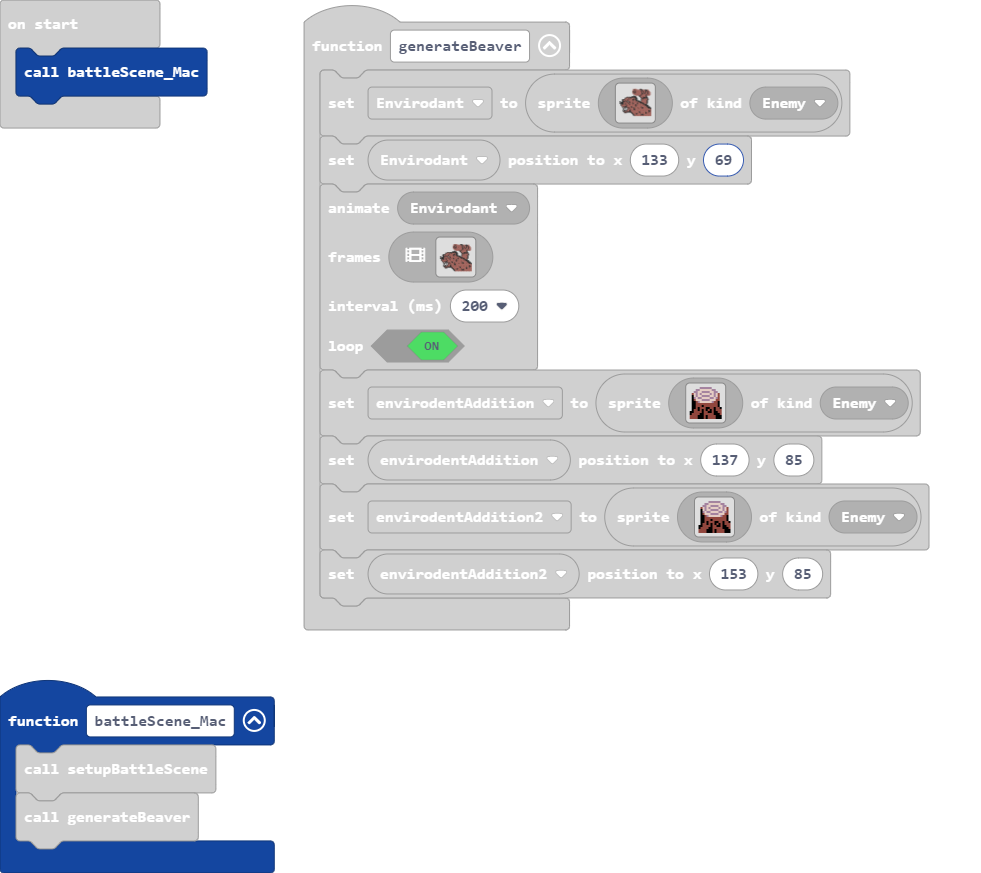 on start
call battleScene_Mac
function generateBeaver
set Envirodant to sprite of kind Enemy
set Envirodant position to x 133 y 69
animate Envirodant
frames
interval (ms) 200
loop ON
set envirodentAddition to sprite of kind Enemy
set envirodentAddition position to x 137 y 85
set envirodentAddition2 to sprite of kind Enemy
set envirodentAddition2 position to x 153 y 85
function battleScene_Mac
call setupBattleScene
call generateBeaver